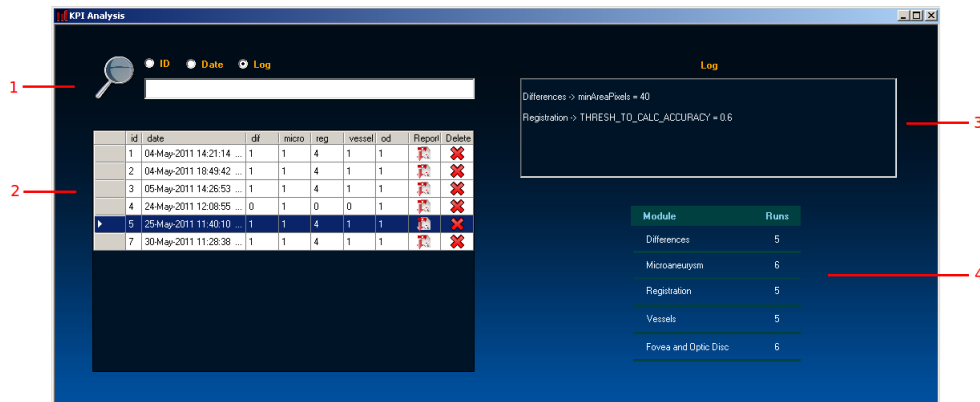 KPI Analysis
ID Date Log
Log
1
Differences -> minAreaPixels = 40
Registration -> THRESH_TO_CALC_ACCURACY = 0.6
3
id date dif micro reg vessel od Report Delete
1 04-May-2011 14:21:14 ... 1 1 4 1 1
2 04-May-2011 18:49:42 ... 1 1 4 1 1
3 05-May-2011 14:26:53 ... 1 1 4 1 1
2
4 24-May-2011 12:08:55 ... 0 1 0 0 1
5 25-May-2011 11:40:10 ... 1 1 4 1 1
7 30-May-2011 11:28:38 ... 1 1 4 1 1
Module Runs
Differences 5
Microaneurysm 6
4
Registration 5
Vessels 5
Fovea and Optic Disc 6